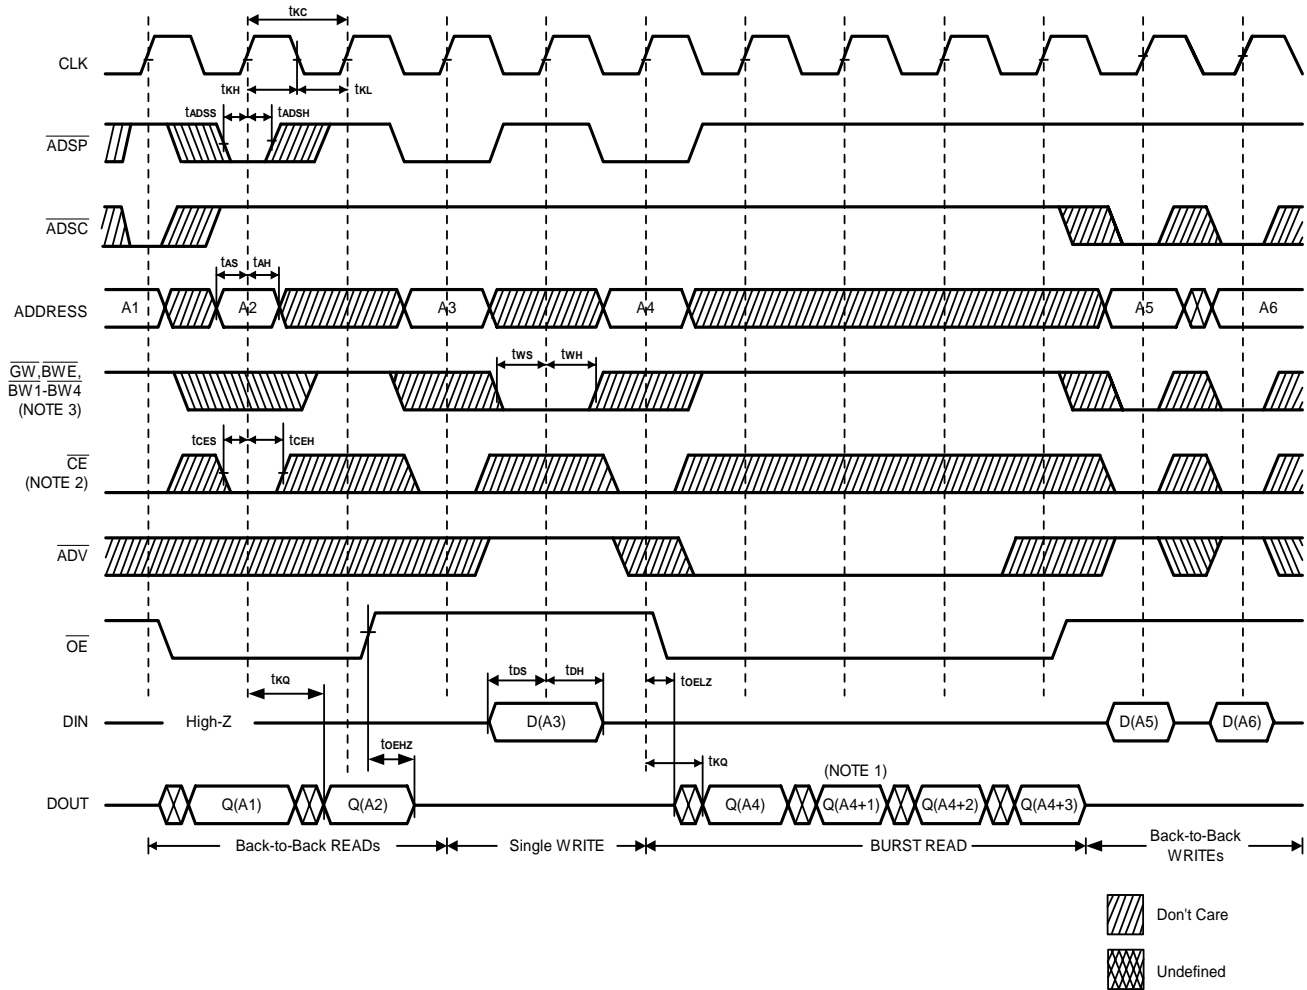 tKC
CLK
tKH
tKL
tADSS
tADSH
ADSP
ADSC
tAS
tAH
ADDRESS
A1
A2
A3
A4
A5
A6
GW,BWE,
BW1-BW4
(NOTE 3)
tWS
tWH
tCES
tCEH
CE
(NOTE 2)
ADV
OE
tKQ
tDS
tDH
tOELZ
DIN
High-Z
D(A3)
D(A5)
D(A6)
tOEHZ
tKQ
(NOTE 1)
DOUT
Q(A1)
Q(A2)
Q(A4)
Q(A4+1)
Q(A4+2)
Q(A4+3)
Back-to-Back READs
Single WRITE
BURST READ
Back-to-Back
WRITEs
Don't Care
Undefined